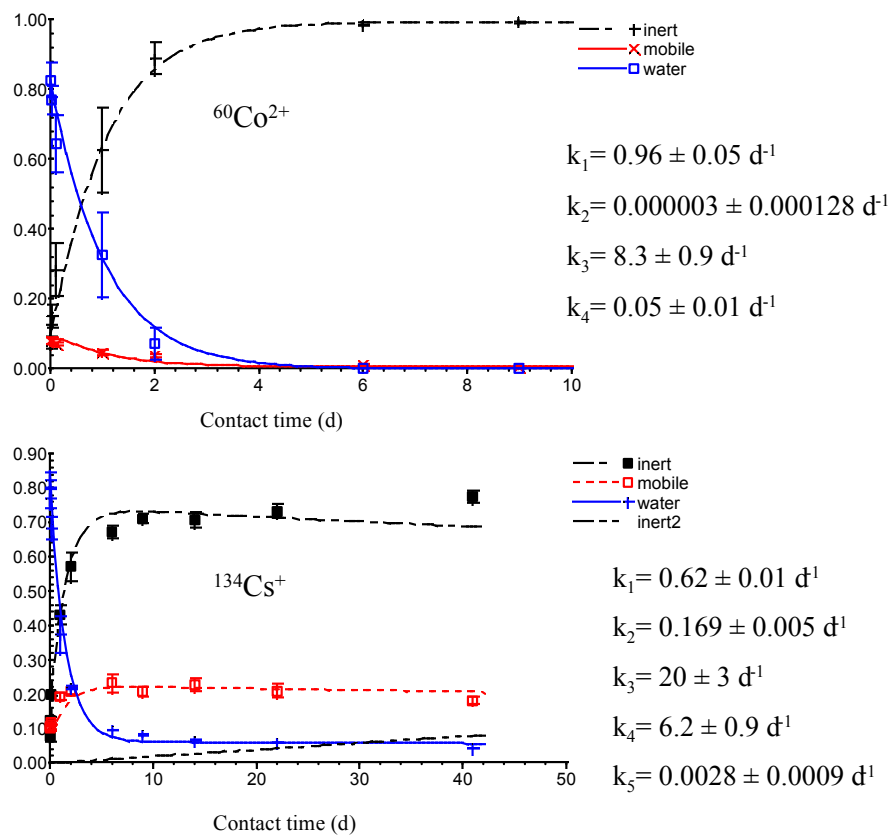 1.00
0.80
0.60
0.40
0.20
0.00
0 2 4 6 8 10
Contact time (d)
inert
mobile
water
⁶⁰Co²⁺
k₁= 0.96 ± 0.05 d⁻¹
k₂= 0.000003 ± 0.000128 d⁻¹
k₃= 8.3 ± 0.9 d⁻¹
k₄= 0.05 ± 0.01 d⁻¹
0.90
0.80
0.70
0.60
0.50
0.40
0.30
0.20
0.10
0.00
0 10 20 30 40 50
Contact time (d)
inert
mobile
water
inert2
¹³⁴Cs⁺
k₁= 0.62 ± 0.01 d¹
k₂= 0.169 ± 0.005 d¹
k₃= 20 ± 3 d¹
k₄= 6.2 ± 0.9 d¹
k₅= 0.0028 ± 0.0009 d¹